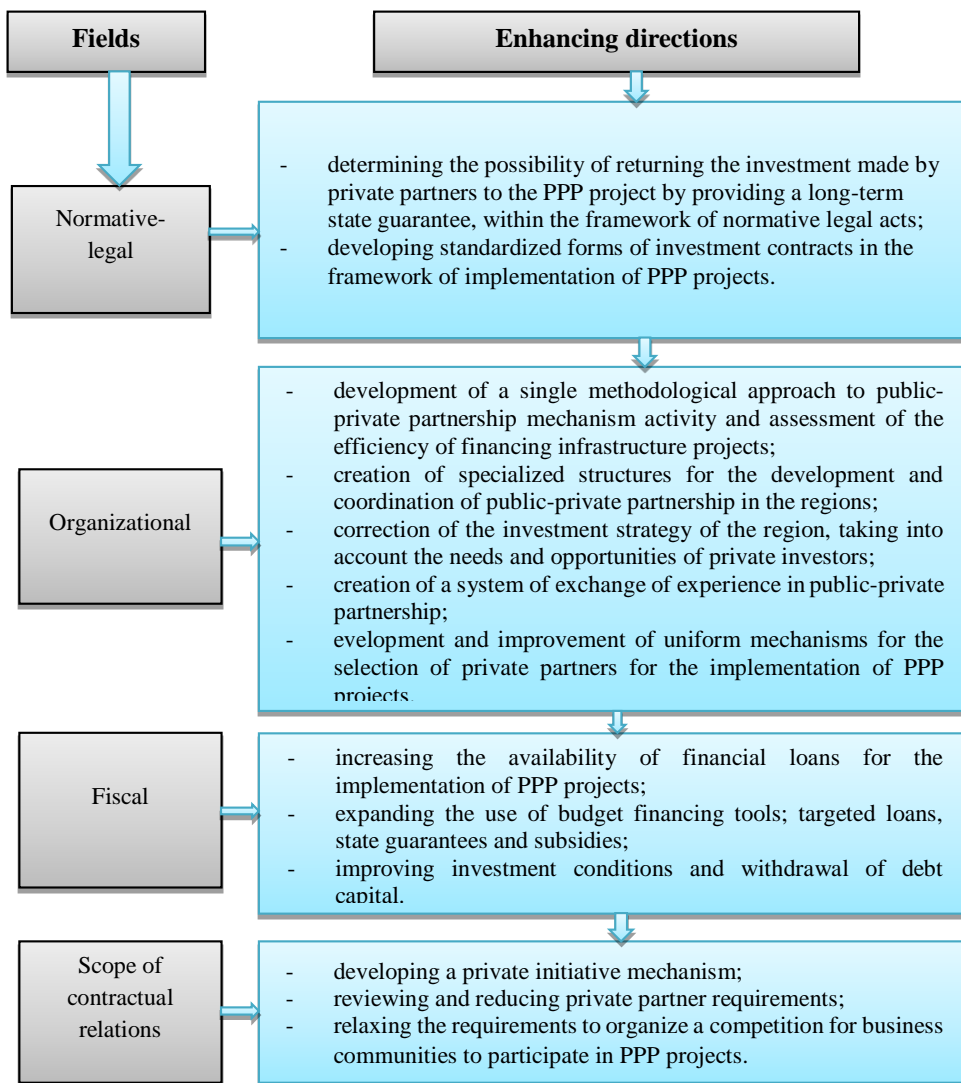 Fields
Enhancing directions
Normative-
legal
- determining the possibility of returning the investment made by
private partners to the PPP project by providing a long-term
state guarantee, within the framework of normative legal acts;
- developing standardized forms of investment contracts in the
framework of implementation of PPP projects.
Organizational
- development of a single methodological approach to public-
private partnership mechanism activity and assessment of the
efficiency of financing infrastructure projects;
- creation of specialized structures for the development and
coordination of public-private partnership in the regions;
- correction of the investment strategy of the region, taking into
account the needs and opportunities of private investors;
- creation of a system of exchange of experience in public-private
partnership;
- evelopment and improvement of uniform mechanisms for the
selection of private partners for the implementation of PPP
projects.
Fiscal
- increasing the availability of financial loans for the
implementation of PPP projects;
- expanding the use of budget financing tools; targeted loans,
state guarantees and subsidies;
- improving investment conditions and withdrawal of debt
capital.
Scope of
contractual
relations
- developing a private initiative mechanism;
- reviewing and reducing private partner requirements;
- relaxing the requirements to organize a competition for business
communities to participate in PPP projects.